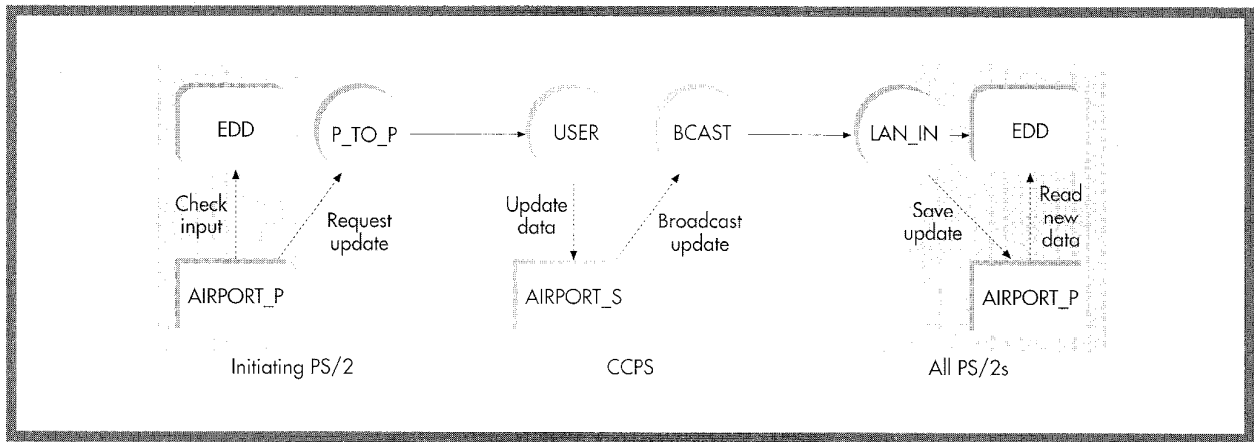 EDD
P_TO_P
USER
BCAST
LAN_IN
EDD
Check
input
Request
update
Update
data
Broadcast
update
Save
update
Read
new
data
AIRPORT_P
AIRPORT_S
AIRPORT_P
Initiating PS/2
CCPS
All PS/2s